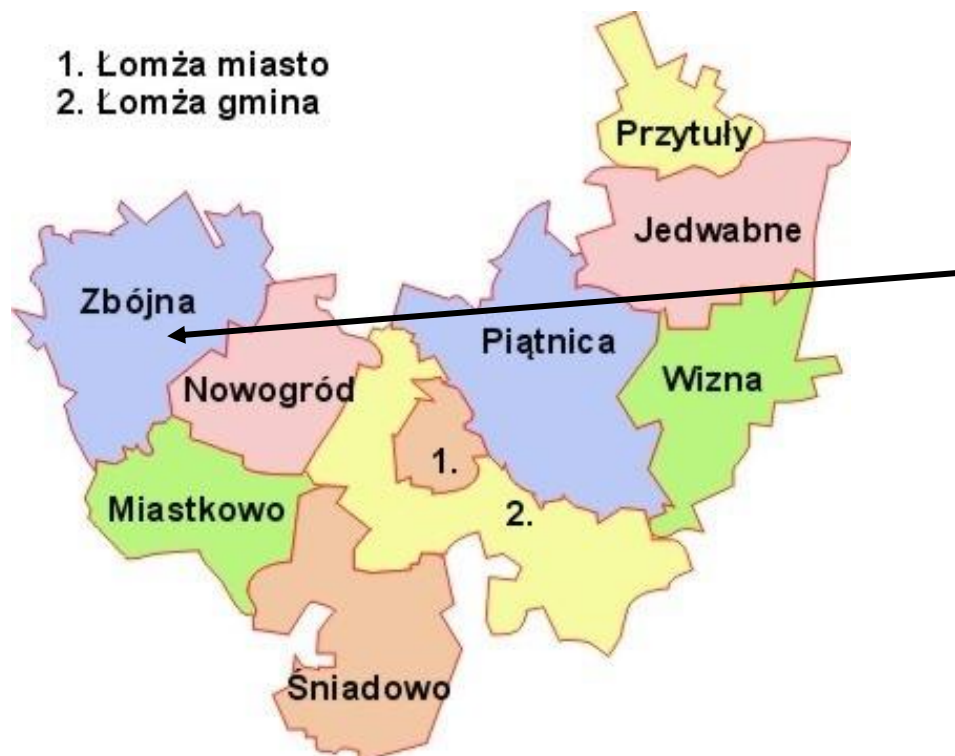 1. Łomża miasto
2. Łomża gmina
Przytuły
Jedwabne
Zbójna
Piątnica
Wizna
Nowogród
1.
Miastkowo
2.
Śniadowo